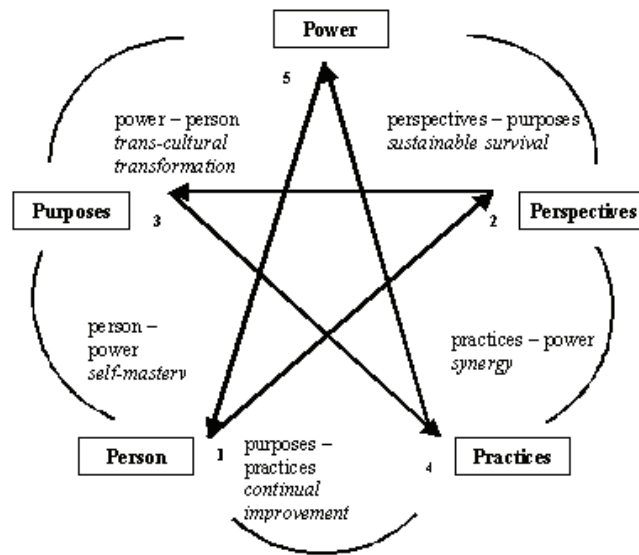 Power
5
power – person
trans-cultural
transformation
perspectives – purposes
sustainable survival
Purposes
3
2
Perspectives
person –
power
self-mastery
practices – power
synergy
Person
1
purposes –
practices
continual
improvement
4
Practices